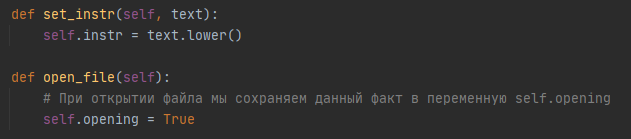 def set_instr(self, text):
    self.instr = text.lower()
def open_file(self):
    # При открытии файла мы сохраняем данный факт в переменную self.opening
    self.opening = True